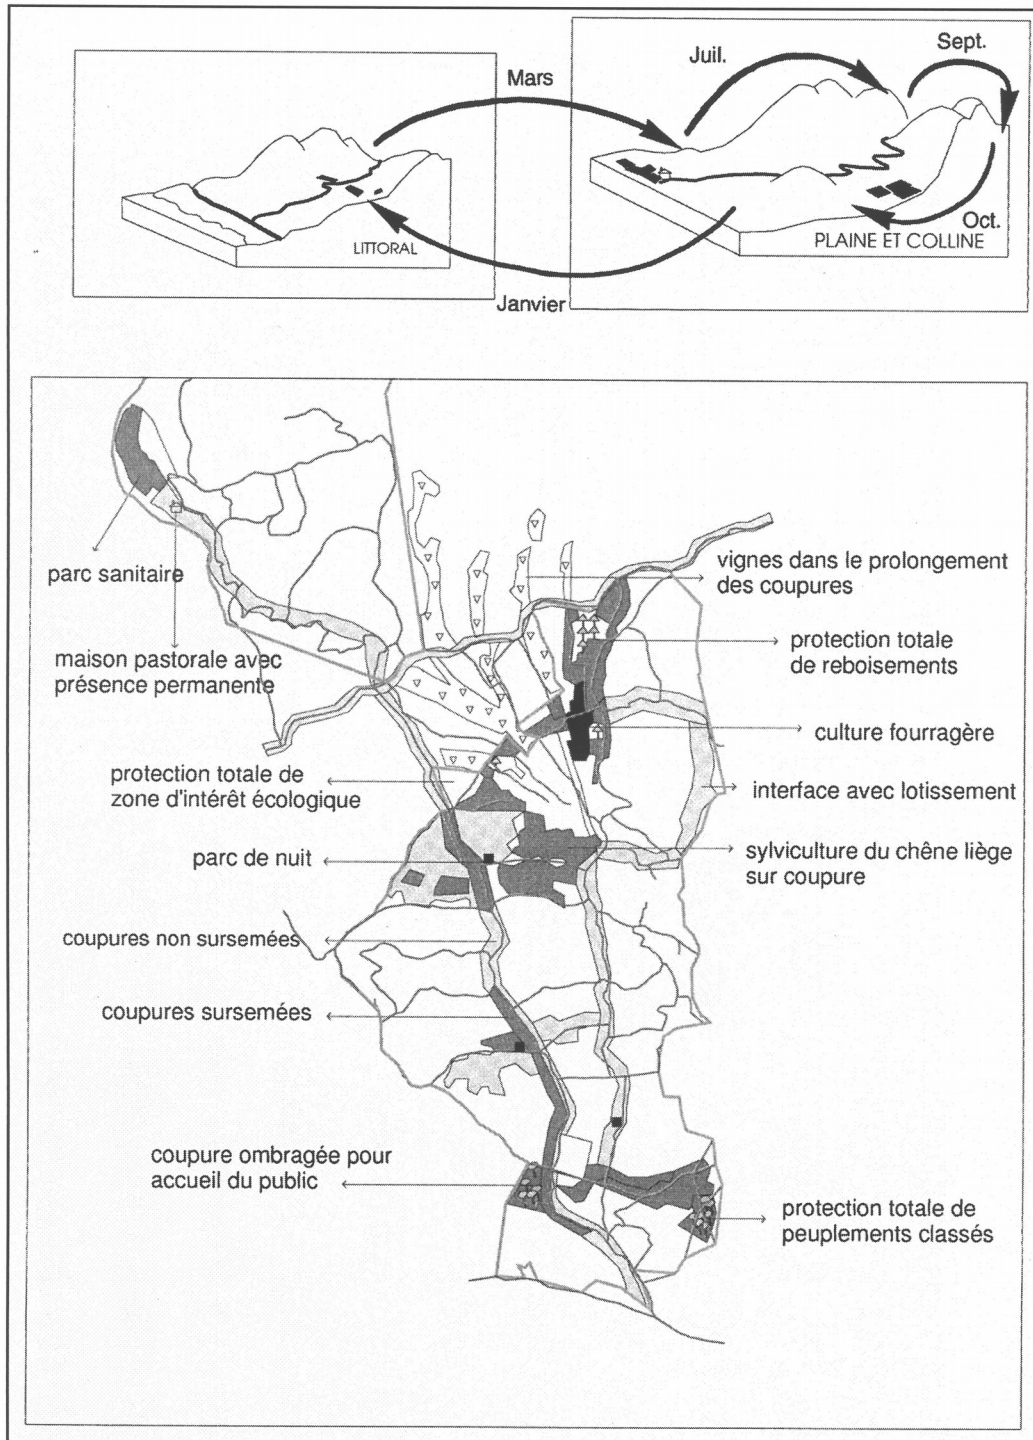 Mars
Juil.
Sept.
Oct.
LITTORAL
PLAINE ET COLLINE
Janvier
parc sanitaire
maison pastorale avec
présence permanente
protection totale de
zone d'intérêt écologique
parc de nuit
coupures non sursemées
coupures sursemées
coupure ombragée pour
accueil du public
vignes dans le prolongement
des coupures
protection totale
de reboisements
culture fourragère
interface avec lotissement
sylviculture du chêne liège
sur coupure
protection totale de
peuplements classés